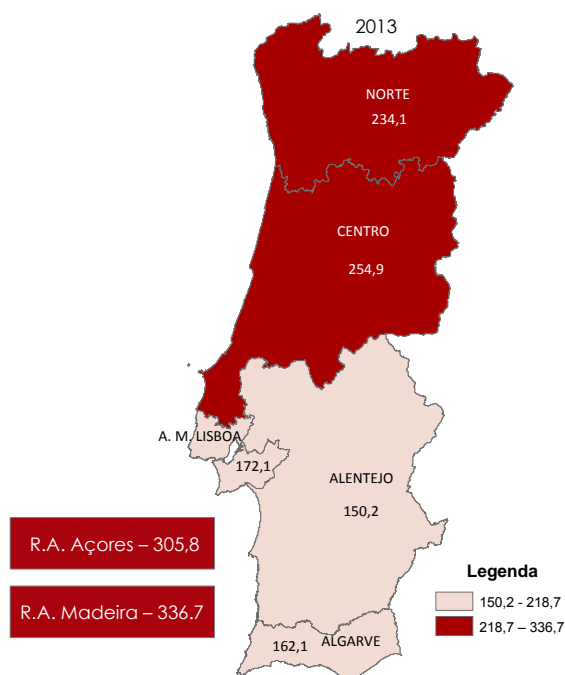 2013
NORTE
234,1
CENTRO
254,9
A. M. LISBOA
172,1
ALENTEJO
150,2
R.A. Açores – 305,8
R.A. Madeira – 336.7
Legenda
150,2 - 218,7
218,7 – 336,7
162,1 ALGARVE